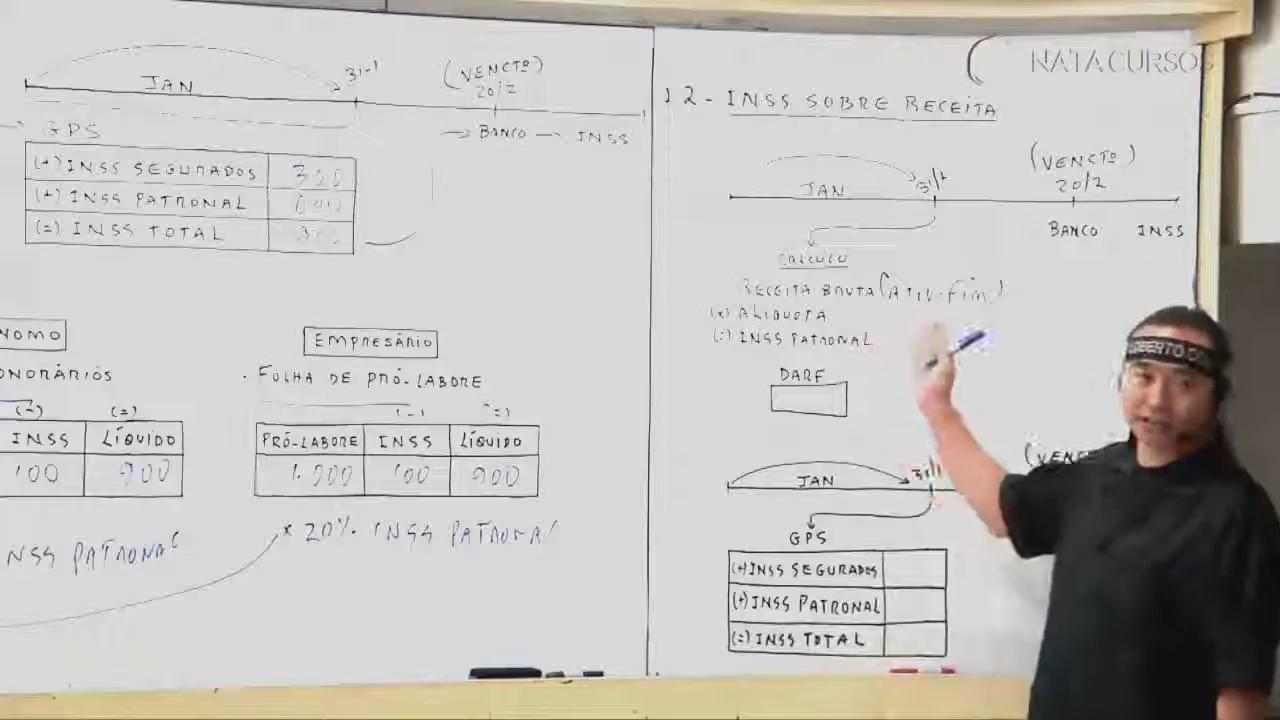 JAN
31-1
(VENCTO)
20/2
→ BANCO → INSS
GPS
(+) INSS SEGURADOS
(+) INSS PATRONAL
(=) INSS TOTAL
NOMO
ONORÁRIOS
(-) (=)
INSS LÍQUIDO
100 900
NSS PATRONAL
EMPRESÁRIO
. FOLHA DE PRÓ-LABORE
(-) (=)
PRÓ-LABORE INSS LÍQUIDO
1.000 100 900
* 20% INSS PATRONAL
NATA CURSOS
12- INSS SOBRE RECEITA
JAN
31/1
(VENCTO)
20/2
BANCO INSS
CÁLCULO
RECEITA BRUTA (ATIV-FIM)
(x) ALÍQUOTA
(=) INSS PATRONAL
DARF
JAN
31/1
(VENC
GPS
(+) INSS SEGURADOS
(+) INSS PATRONAL
(=) INSS TOTAL